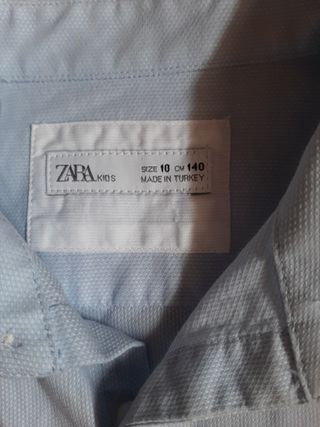 ZARA KIDS
SIZE 10 CM 140
MADE IN TURKEY